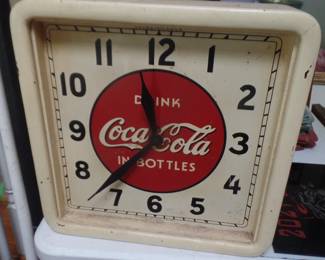 11 12 1
10 2
DRINK
Coca-Cola
IN BOTTLES
9 3
8 4
7 6 5